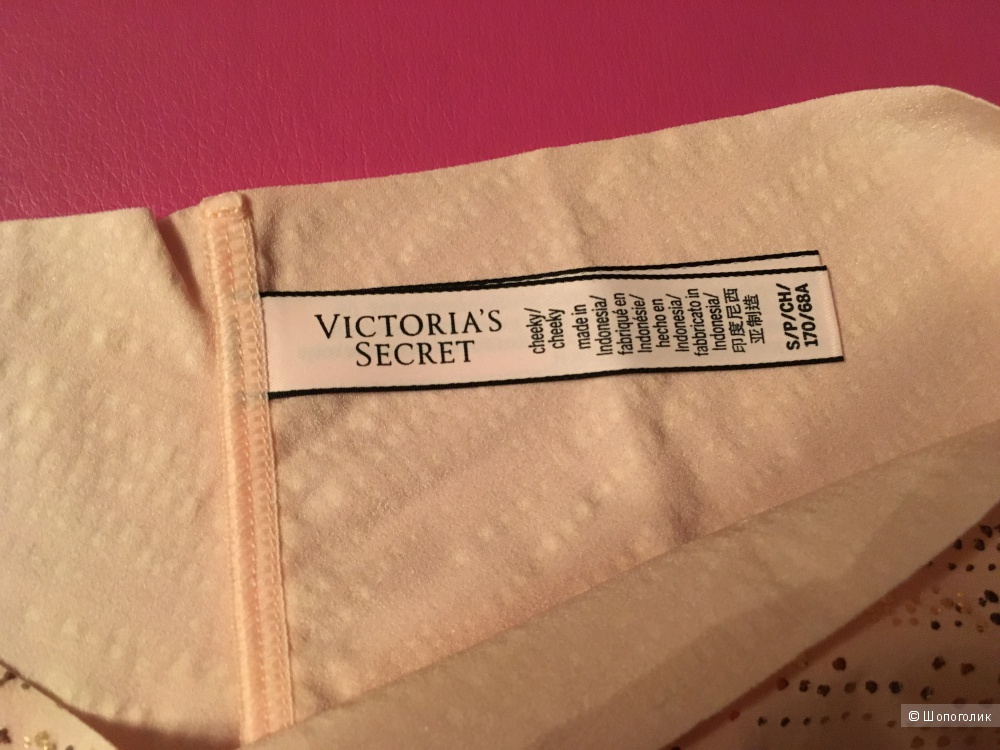 VICTORIA'S
SECRET
cheeky/
cheeky
made in
Indonesia/
fabriqué en
Indonésie/
hecho en
Indonesia/
fabbricato in
Indonesia/
印度尼西
亚制造
S/P/CH/
170/68A
© Шопоголик